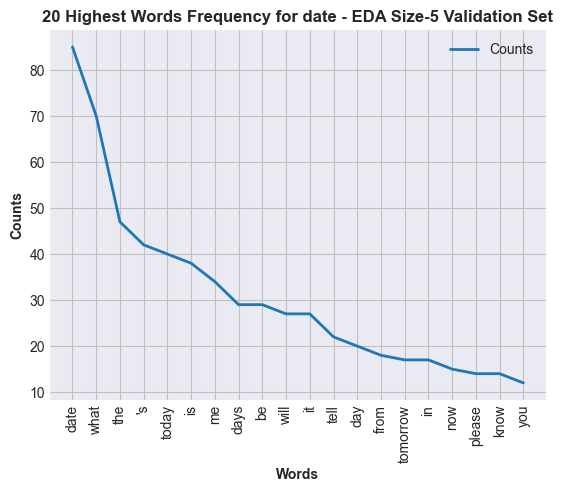 20 Highest Words Frequency for date - EDA Size-5 Validation Set
Counts
80
70
60
50
40
30
20
10
Counts
date
what
the
's
today
is
me
days
be
will
it
tell
day
from
tomorrow
in
now
please
know
you
Words